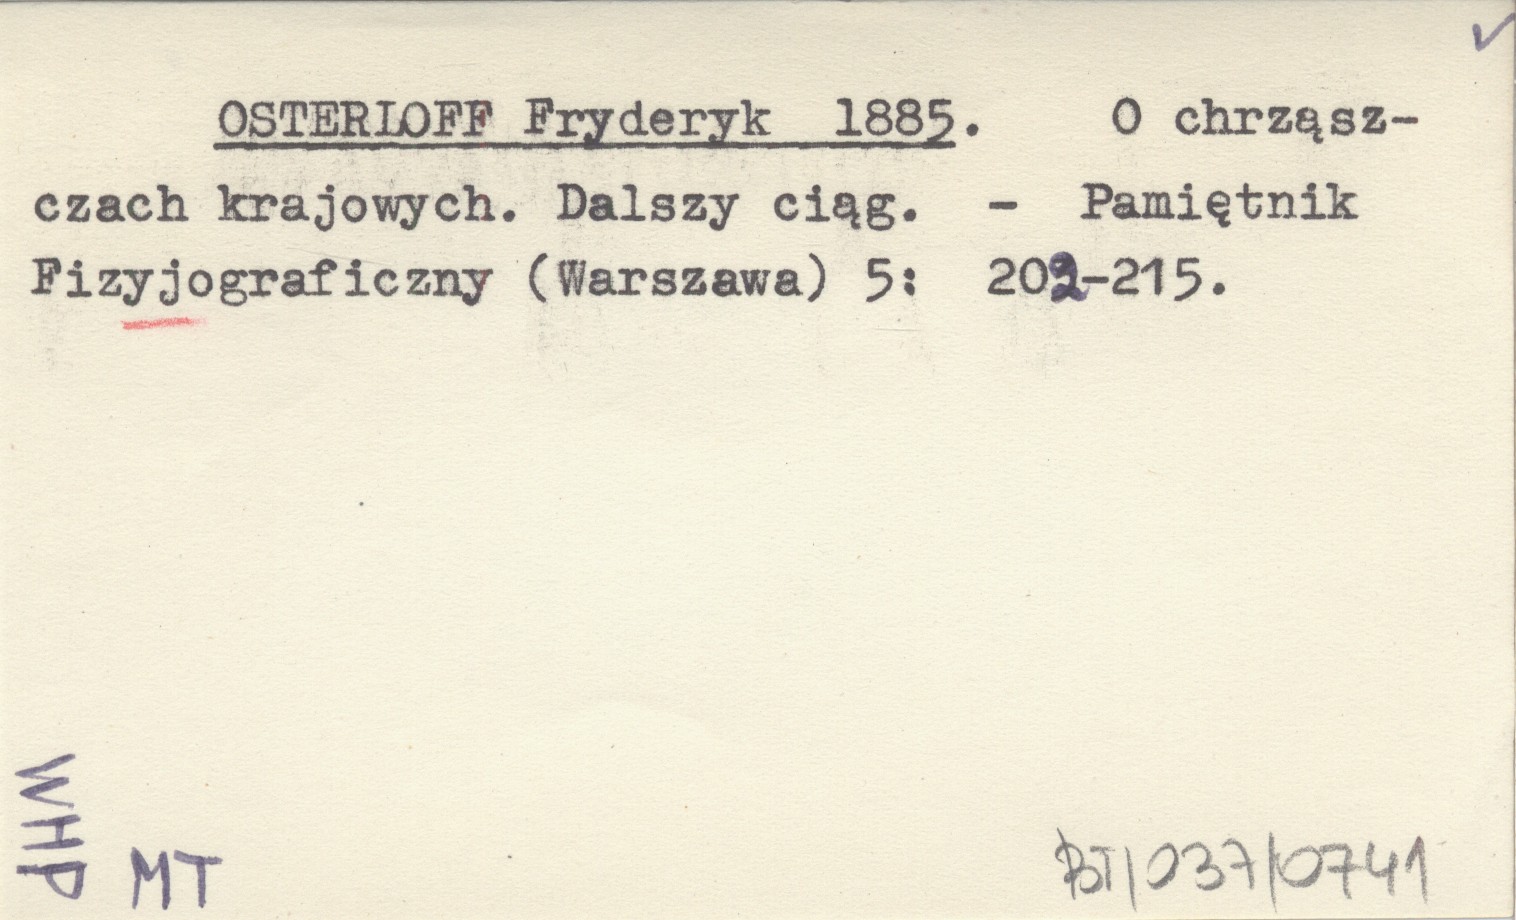 OSTERLOFF Fryderyk 1885. O chrząsz-
czach krajowych. Dalszy ciąg. - Pamiętnik
Fizyjograficzny (Warszawa) 5: 202-215.
WHP
MT
BT/037/0741